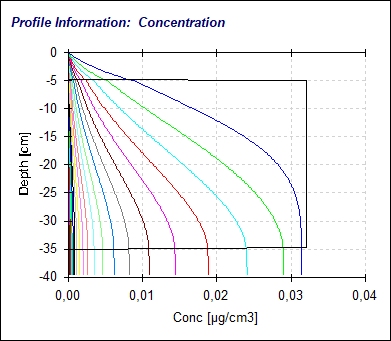 Profile Information: Concentration
0
-5
-10
-15
-20
-25
-30
-35
-40
Depth [cm]
0,00 0,01 0,02 0,03 0,04
Conc [µg/cm3]